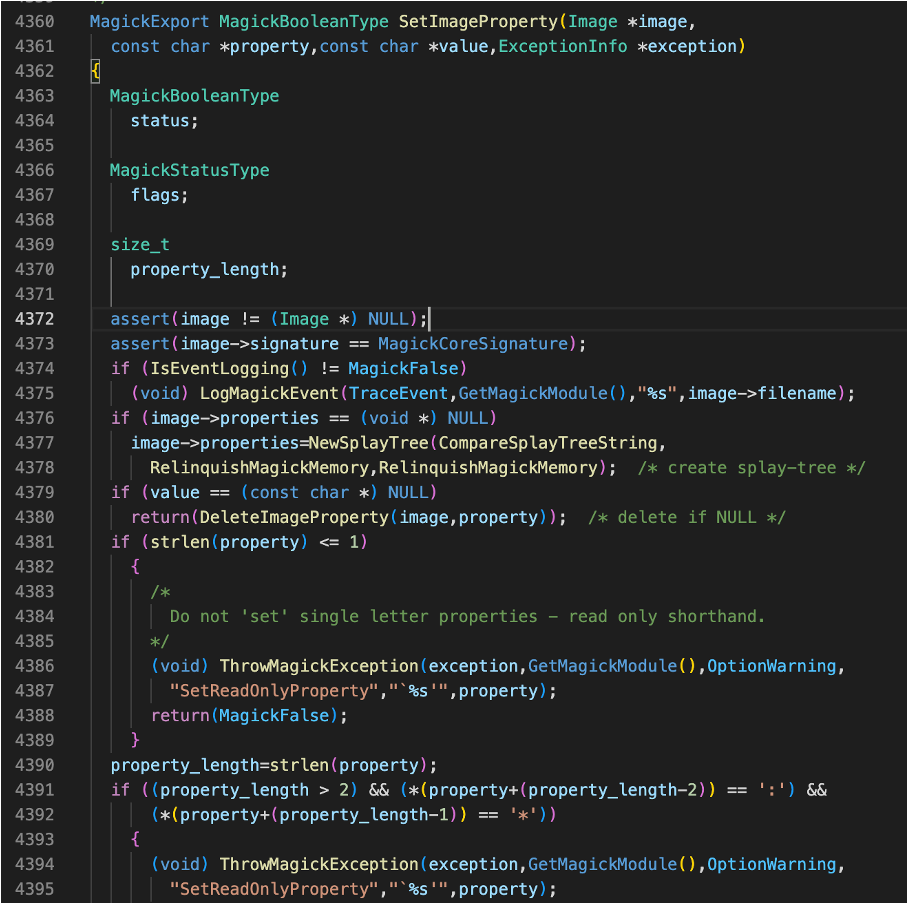 4360 MagickExport MagickBooleanType SetImageProperty(Image *image,
4361   const char *property,const char *value,ExceptionInfo *exception)
4362 {
4363   MagickBooleanType
4364     status;
4365
4366   MagickStatusType
4367     flags;
4368
4369   size_t
4370     property_length;
4371
4372   assert(image != (Image *) NULL);
4373   assert(image->signature == MagickCoreSignature);
4374   if (IsEventLogging() != MagickFalse)
4375     (void) LogMagickEvent(TraceEvent,GetMagickModule(),"%s",image->filename);
4376   if (image->properties == (void *) NULL)
4377     image->properties=NewSplayTree(CompareSplayTreeString,
4378       RelinquishMagickMemory,RelinquishMagickMemory);  /* create splay-tree */
4379   if (value == (const char *) NULL)
4380     return(DeleteImageProperty(image,property));  /* delete if NULL */
4381   if (strlen(property) <= 1)
4382     {
4383       /*
4384         Do not 'set' single letter properties - read only shorthand.
4385       */
4386       (void) ThrowMagickException(exception,GetMagickModule(),OptionWarning,
4387         "SetReadOnlyProperty","`%s'",property);
4388       return(MagickFalse);
4389     }
4390   property_length=strlen(property);
4391   if ((property_length > 2) && (*(property+(property_length-2)) == ':') &&
4392       (*(property+(property_length-1)) == '*'))
4393     {
4394       (void) ThrowMagickException(exception,GetMagickModule(),OptionWarning,
4395         "SetReadOnlyProperty","`%s'",property);